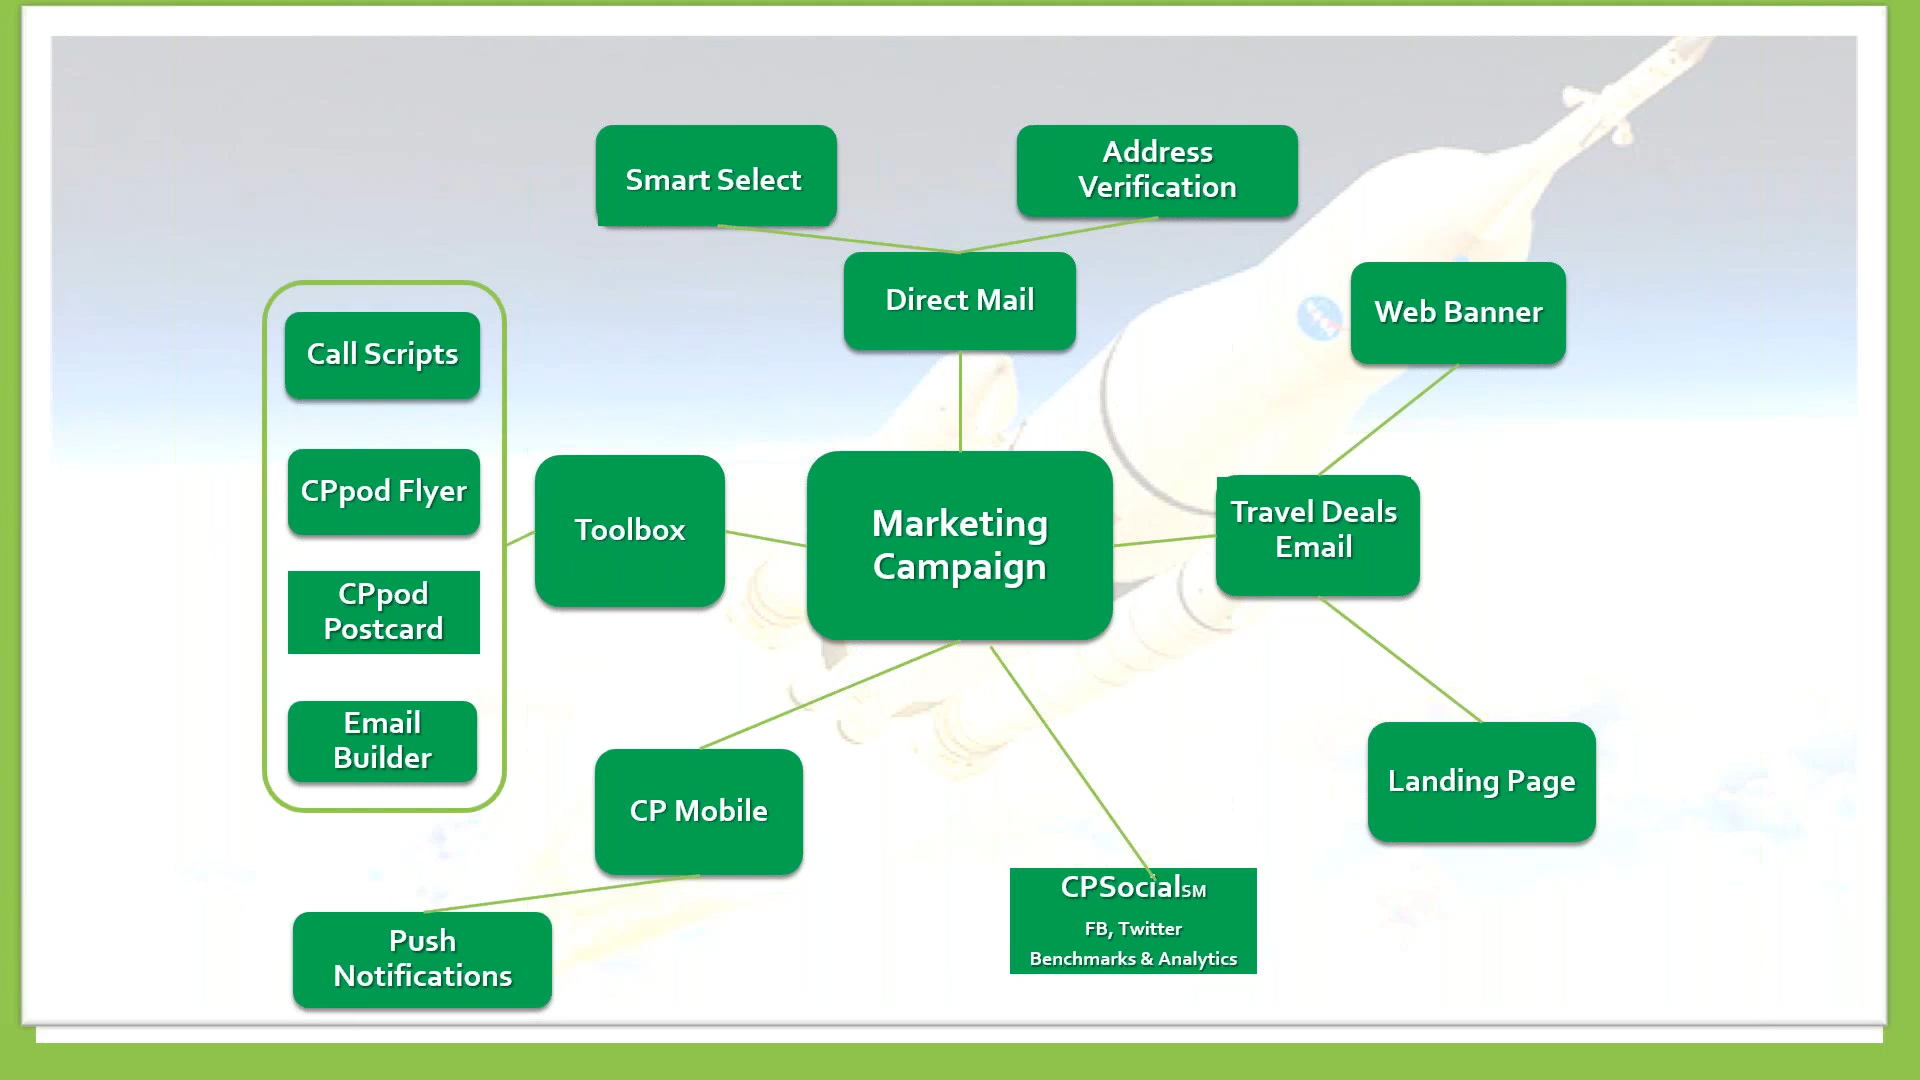 Smart Select
Address
Verification
Direct Mail
Web Banner
Call Scripts
CPpod Flyer
CPpod
Postcard
Email
Builder
Toolbox
Marketing
Campaign
Travel Deals
Email
CP Mobile
Landing Page
CPSocialSM
FB, Twitter
Benchmarks & Analytics
Push
Notifications